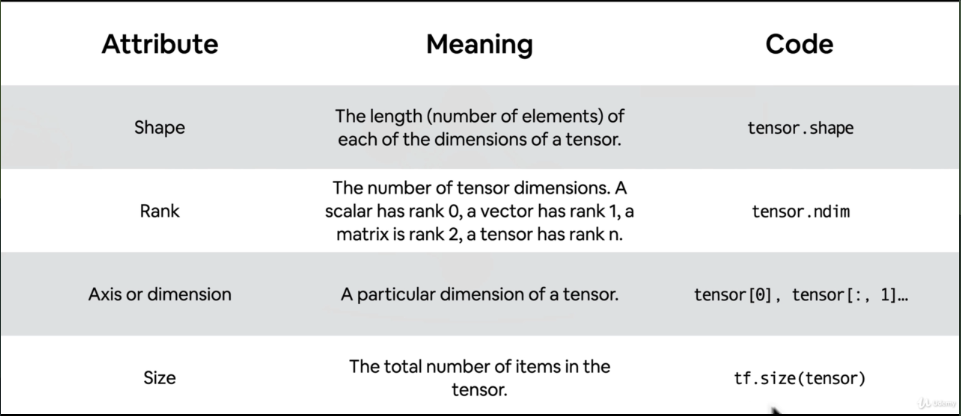 Attribute
Meaning
Code
Shape
The length (number of elements) of
each of the dimensions of a tensor.
tensor.shape
Rank
The number of tensor dimensions. A
scalar has rank 0, a vector has rank 1, a
matrix is rank 2, a tensor has rank n.
tensor.ndim
Axis or dimension
A particular dimension of a tensor.
tensor[0], tensor[:, 1]…
Size
The total number of items in the
tensor.
tf.size(tensor)
Udemy